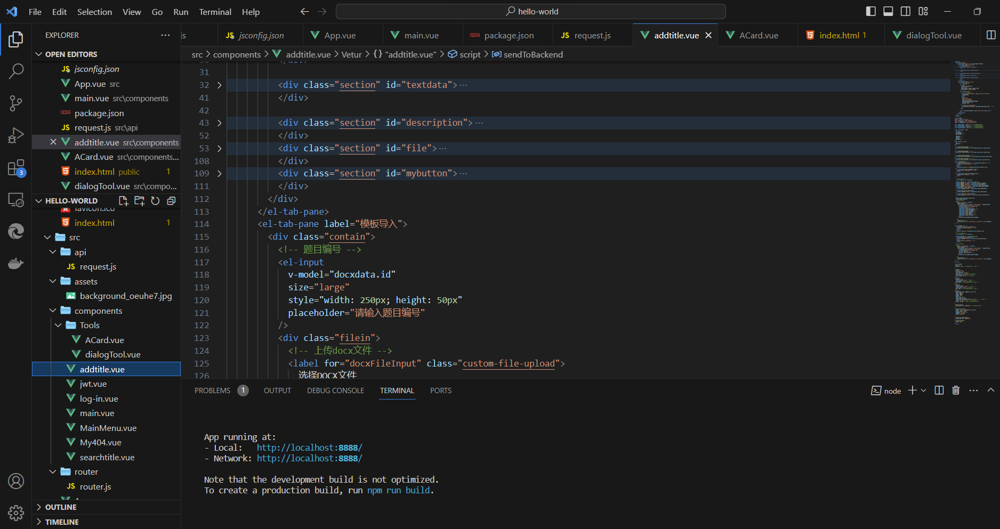 File Edit Selection View Go Run Terminal Help
hello-world
EXPLORER
js
jsconfig.json
App.vue
main.vue
package.json
request.js
addtitle.vue
ACard.vue
index.html 1
dialogTool.vue
OPEN EDITORS
jsconfig.json
App.vue src
main.vue src\components
package.json
request.js src\api
addtitle.vue src\components
ACard.vue src\components...
index.html public 1
dialogTool.vue src\compo...
HELLO-WORLD
favicon.ico
index.html 1
src
api
request.js
assets
background_oeuhe7.jpg
components
Tools
ACard.vue
dialogTool.vue
addtitle.vue
jwt.vue
log-in.vue
main.vue
MainMenu.vue
My404.vue
searchtitle.vue
router
router.js
OUTLINE
TIMELINE
3
src > components > addtitle.vue > Vetur > {} "addtitle.vue" > script > sendToBackend
30 </div>
31
32 <div class="section" id="textdata">···
41 </div>
42
43 <div class="section" id="description">···
52 </div>
53 <div class="section" id="file">···
108 </div>
109 <div class="section" id="mybutton">···
111 </div>
112 </div>
113 </el-tab-pane>
114 <el-tab-pane label="模板导入">
115 <div class="contain">
116 <!-- 题目编号 -->
117 <el-input
118 v-model="docxdata.id"
119 size="large"
120 style="width: 250px; height: 50px"
121 placeholder="请输入题目编号"
122 />
123 <div class="filein">
124 <!-- 上传docx文件 -->
125 <label for="docxFileInput" class="custom-file-upload">
126 选择DOCX文件
PROBLEMS 1 OUTPUT DEBUG CONSOLE TERMINAL PORTS
node
App running at:
- Local: http://localhost:8888/
- Network: http://localhost:8888/
Note that the development build is not optimized.
To create a production build, run npm run build.